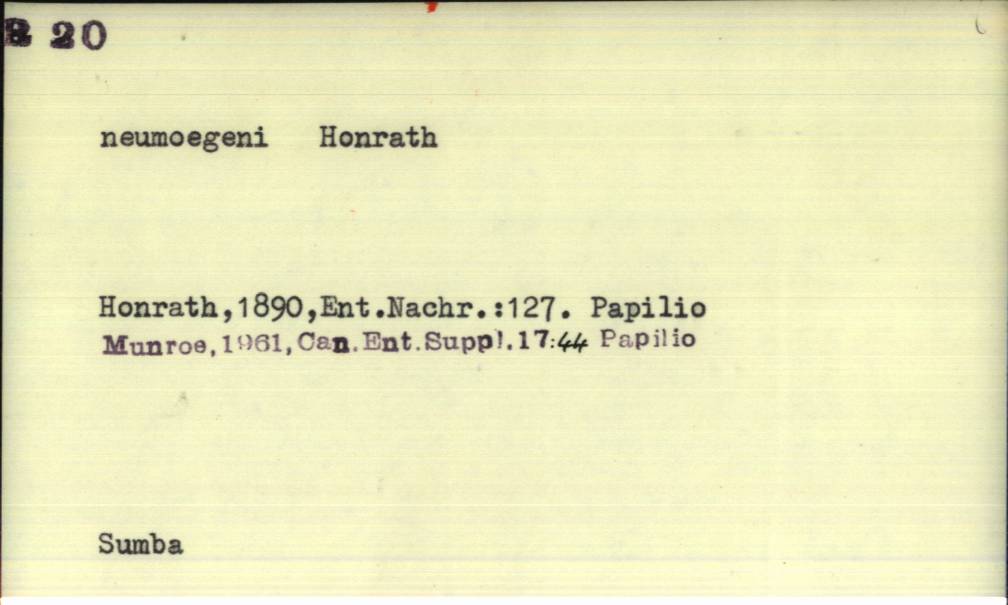 20
neumoegeni Honrath
Honrath,1890,Ent.Nachr.:127. Papilio
Munroe,1961,Can.Ent.Suppl.17:44 Papilio
Sumba